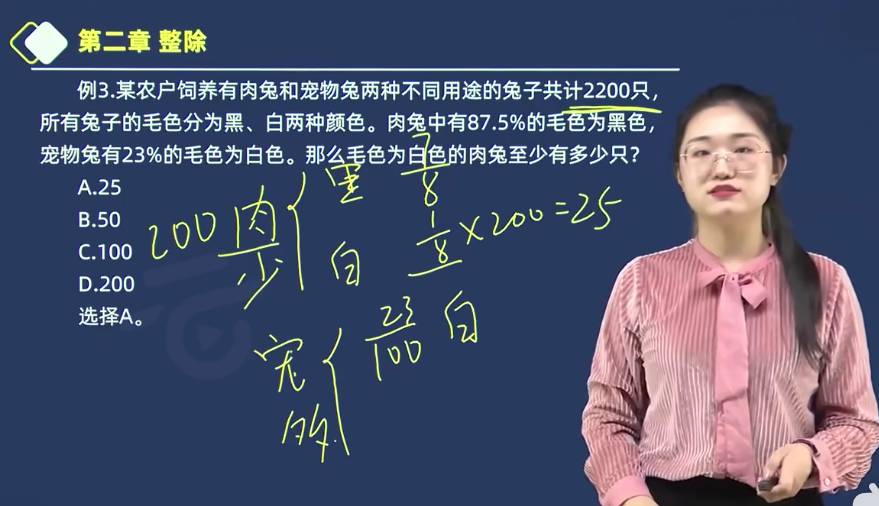 第二章 整除
例3.某农户饲养有肉兔和宠物兔两种不同用途的兔子共计2200只，
所有兔子的毛色分为黑、白两种颜色。肉兔中有87.5%的毛色为黑色，
宠物兔有23%的毛色为白色。那么毛色为白色的肉兔至少有多少只？
A.25
B.50
C.100
D.200
选择A。
黑 7/8
200 肉
少
白 1/8×200=25
宠
23/100 白